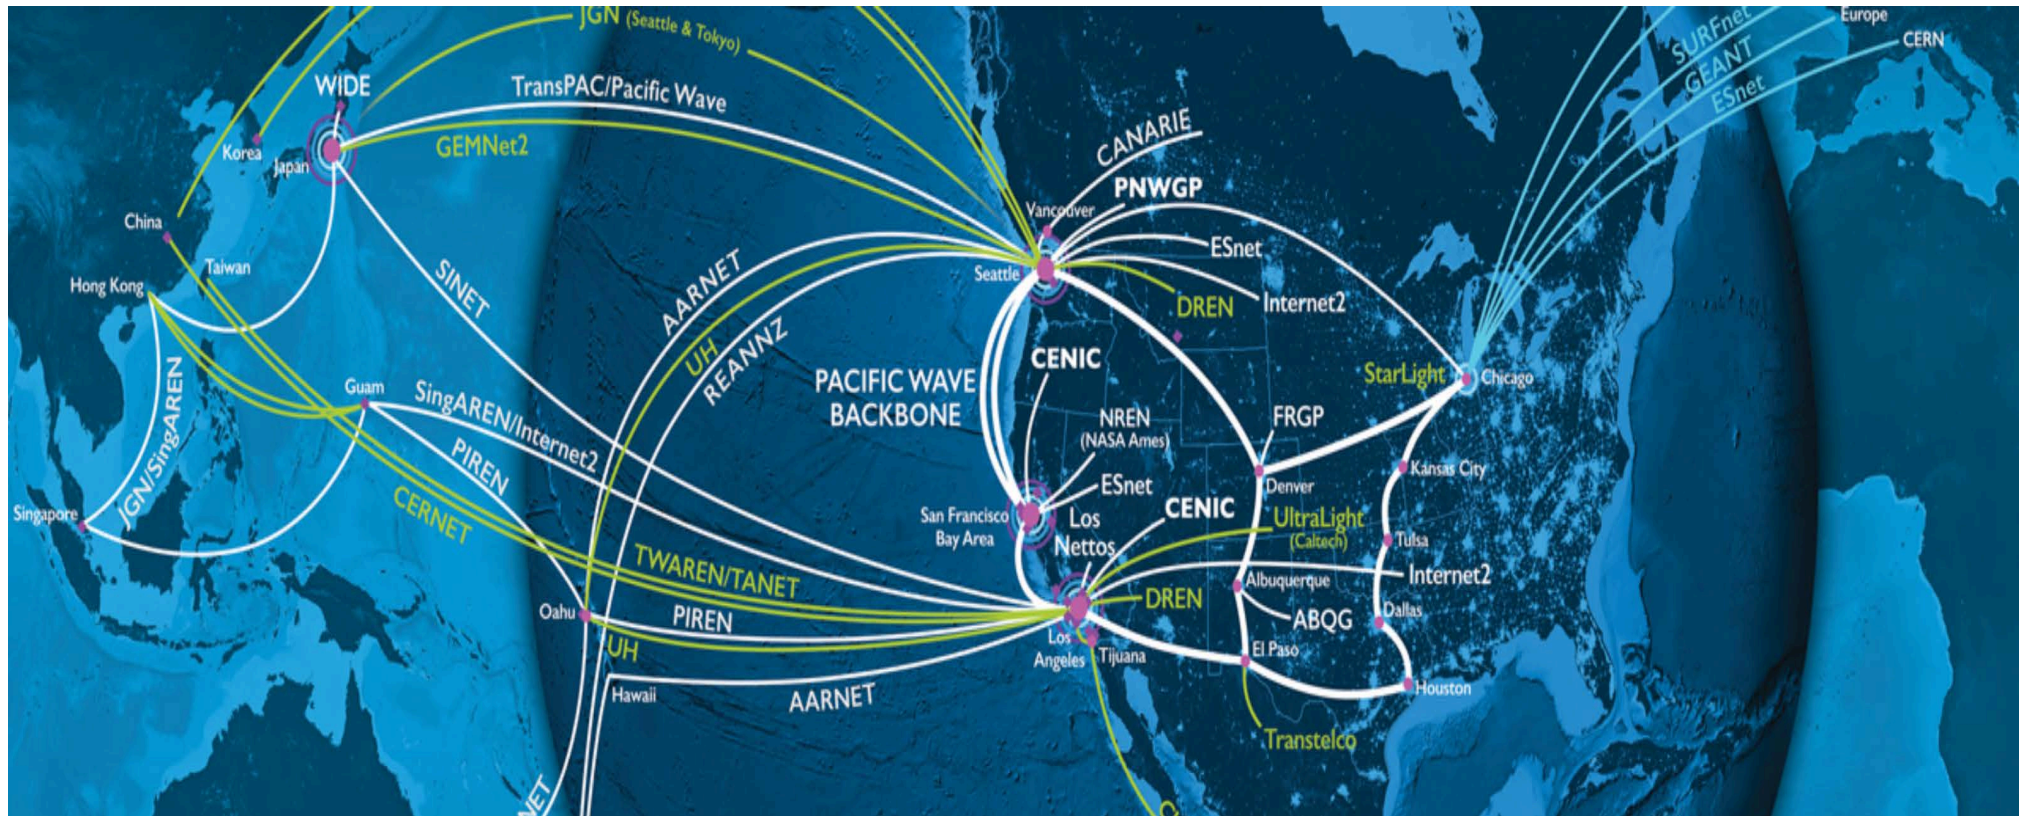 JGN (Seattle & Tokyo)
SURFnet
Europe
GEANT
CERN
ESnet
WIDE
TransPAC/Pacific Wave
GEMNet2
Korea
Japan
CANARIE
PNWGP
Vancouver
China
Taiwan
Hong Kong
SINET
AARNET
UH
REANNZ
Seattle
ESnet
Internet2
DREN
JGN/SingAREN
Guam
SingAREN/Internet2
PIREN
CERNET
PACIFIC WAVE
BACKBONE
CENIC
NREN
(NASA Ames)
ESnet
StarLight
Chicago
FRGP
Denver
Kansas City
Singapore
San Francisco
Bay Area
Los
Nettos
CENIC
UltraLight
(Caltech)
Tulsa
TWAREN/TANET
Internet2
Albuquerque
DREN
Oahu
PIREN
UH
ABQG
Dallas
Los
Angeles
Tijuana
El Paso
Hawaii
AARNET
Houston
Transtelco